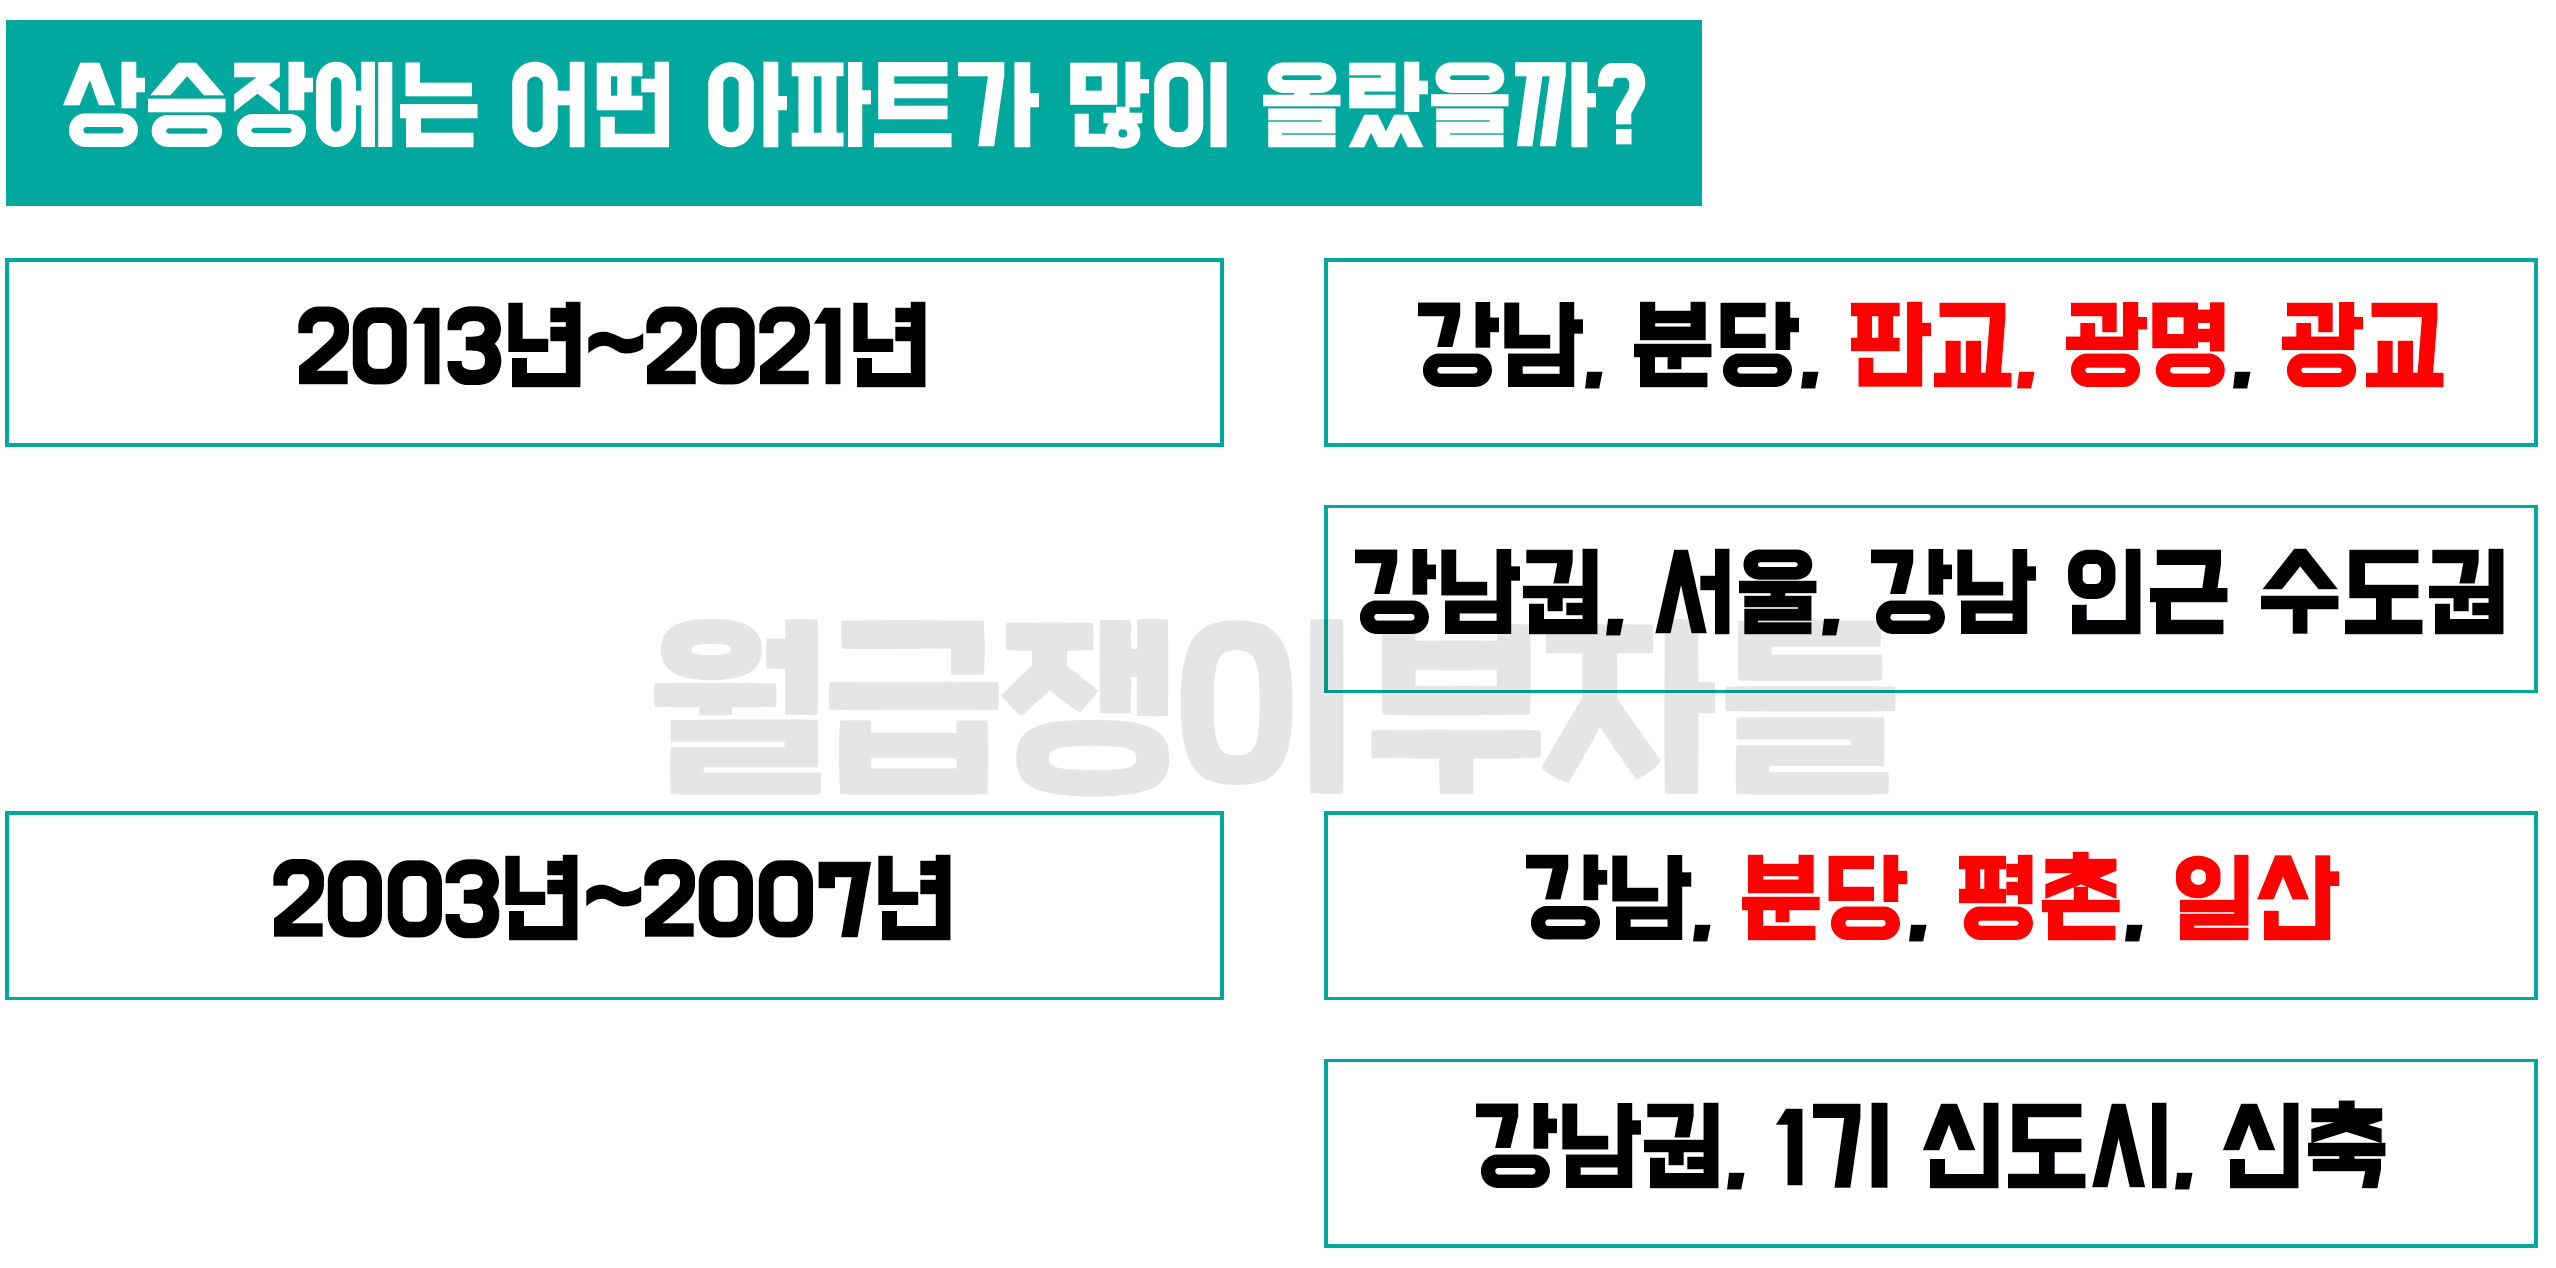 상승장에는 어떤 아파트가 많이 올랐을까?
2013년~2021년
강남, 분당, 판교, 광명, 광교
강남권, 서울, 강남 인근 수도권
월급쟁이부자들
2003년~2007년
강남, 분당, 평촌, 일산
강남권, 1기 신도시, 신축